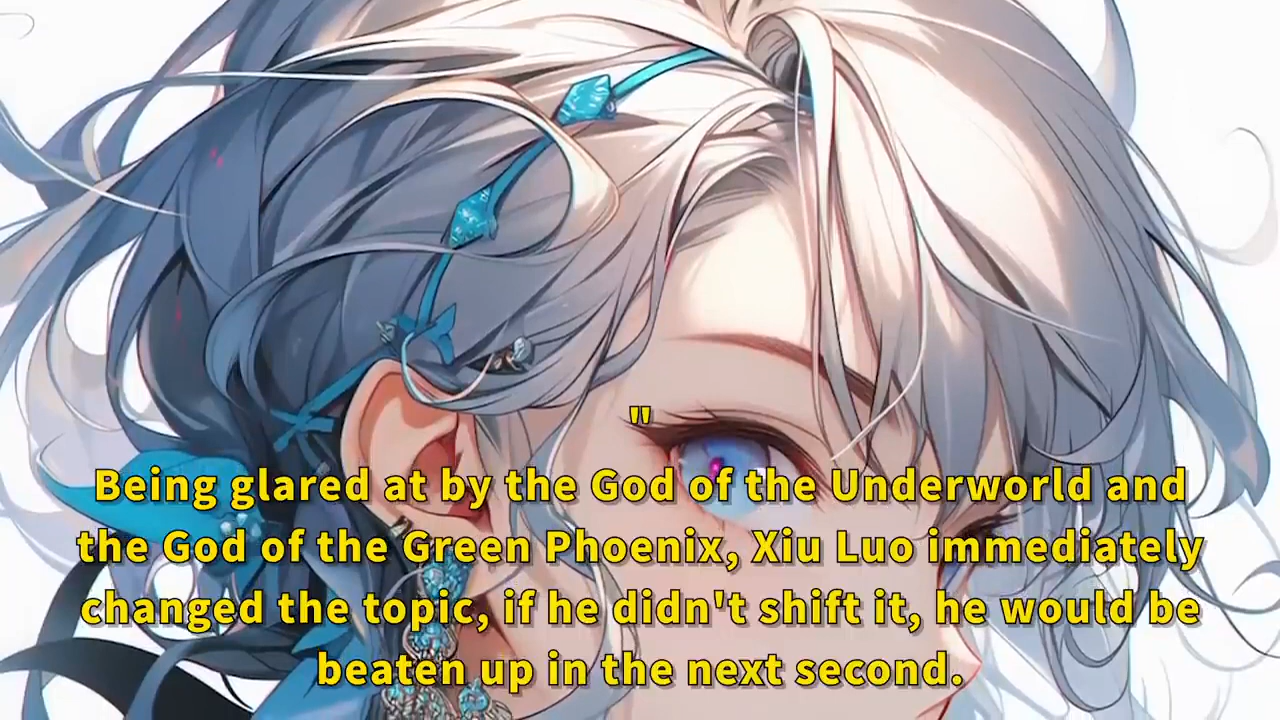 "
Being glared at by the God of the Underworld and
the God of the Green Phoenix, Xiu Luo immediately
changed the topic, if he didn't shift it, he would be
beaten up in the next second.